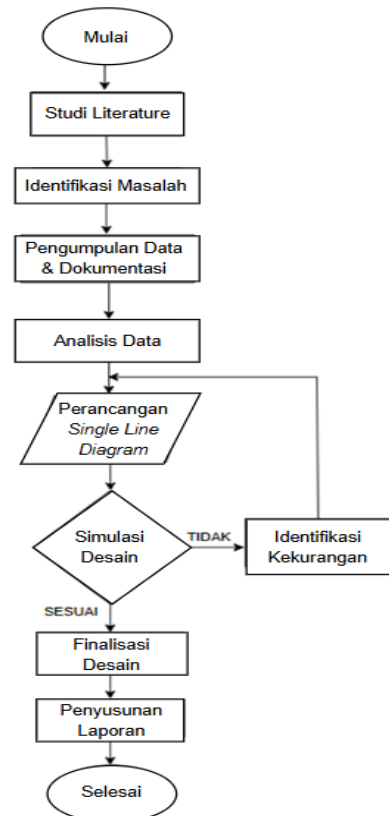 Mulai
Studi Literature
Identifikasi Masalah
Pengumpulan Data
& Dokumentasi
Analisis Data
Perancangan
Single Line
Diagram
Simulasi
Desain
TIDAK
Identifikasi
Kekurangan
SESUAI
Finalisasi
Desain
Penyusunan
Laporan
Selesai